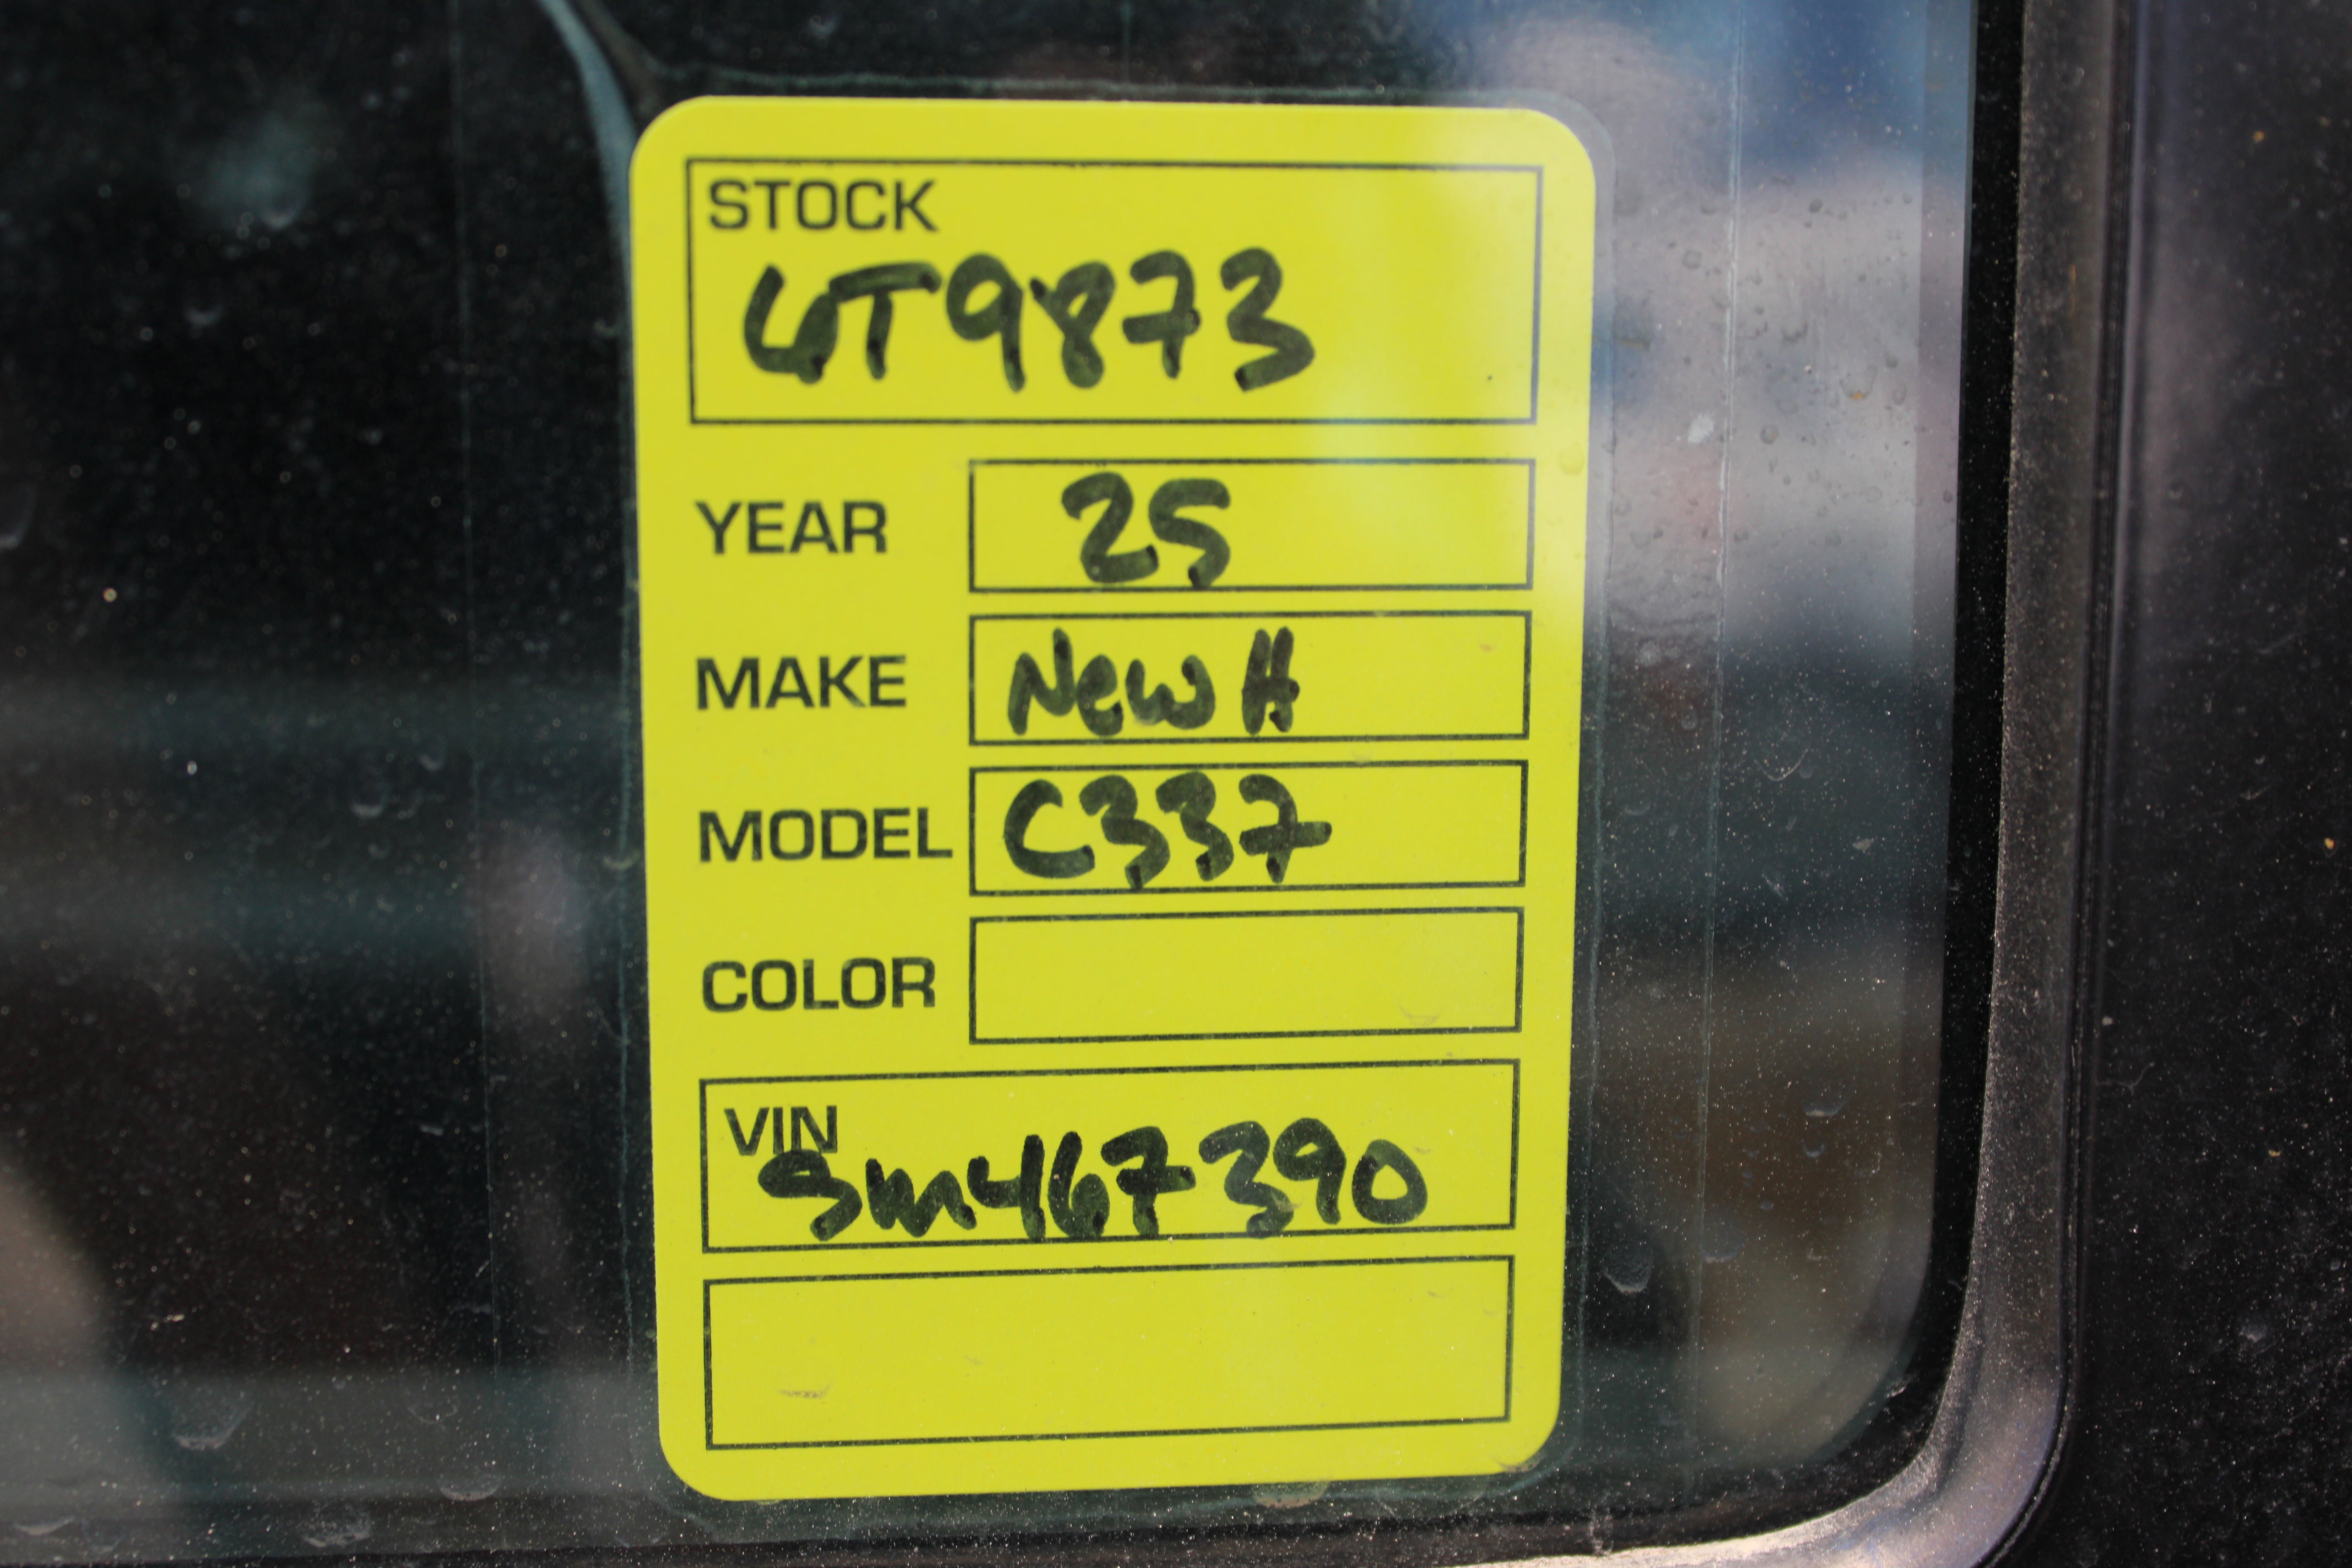 STOCK
UT9873
YEAR 25
MAKE New H
MODEL C337
COLOR
VIN
SM467390